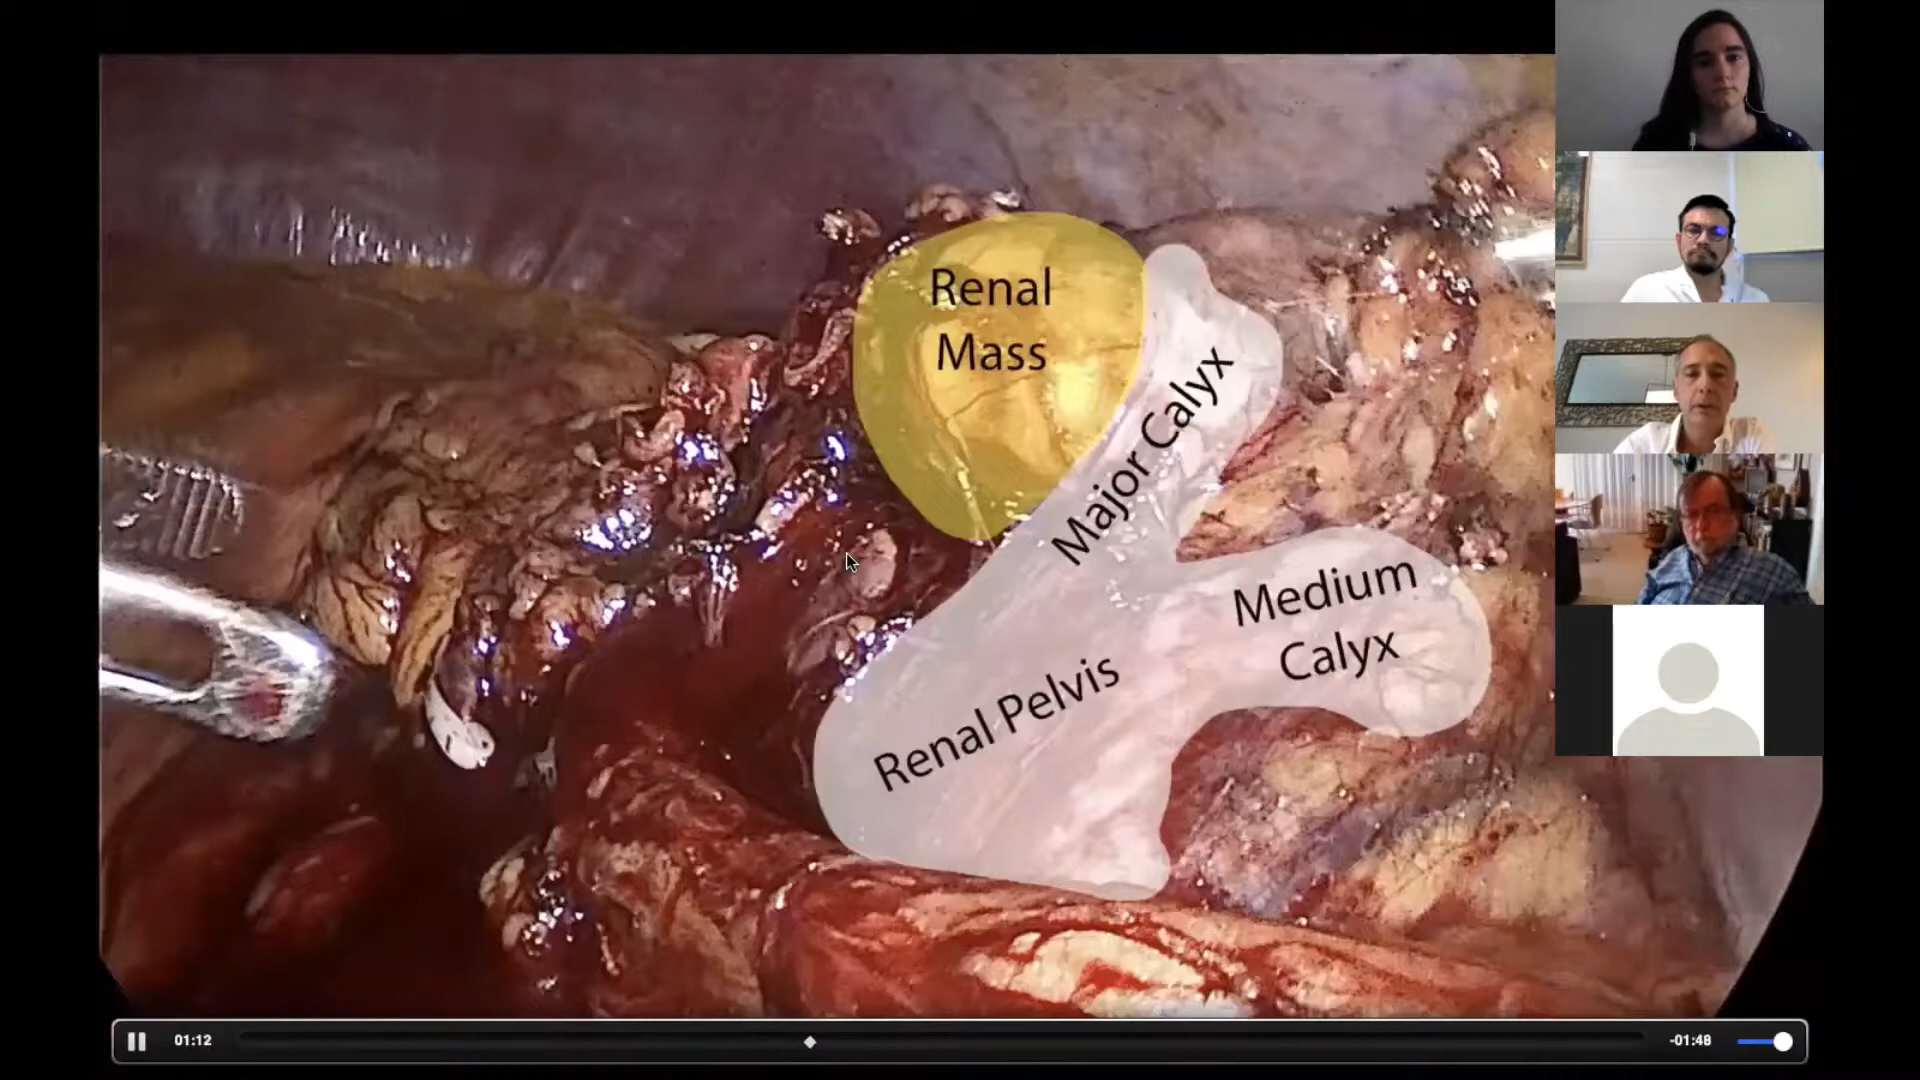 Renal
Mass
Major Calyx
Medium
Calyx
Renal Pelvis
01:12
-01:48